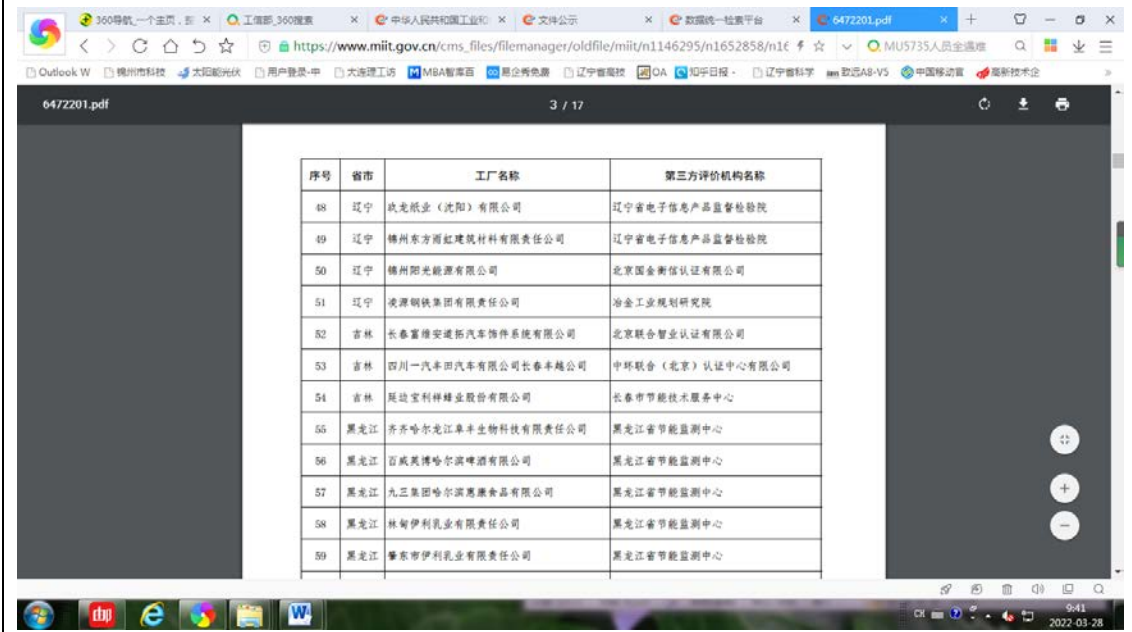 360导航_一个主页，
工信部_360搜索
中华人民共和国工业和
文件公示
数据统一检索平台
6472201.pdf
https://www.miit.gov.cn/cms_files/filemanager/oldfile/miit/n1146295/n1652858/n16
MU5735人员全遇难
Outlook W
锦州市科技
太阳能光伏
用户登录-中
大连理工访
MBA智库百
易企秀免费
辽宁省高校
OA
知乎日报 -
辽宁省科学
致远A8-V5
中国移动官
高新技术企
6472201.pdf
3 / 17
序号 省市 工厂名称 第三方评价机构名称
48 辽宁 玖龙纸业（沈阳）有限公司 辽宁省电子信息产品监督检验院
49 辽宁 锦州东方雨虹建筑材料有限责任公司 辽宁省电子信息产品监督检验院
50 辽宁 锦州阳光能源有限公司 北京国金衡信认证有限公司
51 辽宁 凌源钢铁集团有限责任公司 冶金工业规划研究院
52 吉林 长春富维安道拓汽车饰件系统有限公司 北京联合智业认证有限公司
53 吉林 四川一汽丰田汽车有限公司长春丰越公司 中环联合（北京）认证中心有限公司
54 吉林 延边宝利祥蜂业股份有限公司 长春市节能技术服务中心
55 黑龙江 齐齐哈尔龙江阜丰生物科技有限责任公司 黑龙江省节能监测中心
56 黑龙江 百威英博哈尔滨啤酒有限公司 黑龙江省节能监测中心
57 黑龙江 九三集团哈尔滨惠康食品有限公司 黑龙江省节能监测中心
58 黑龙江 林甸伊利乳业有限责任公司 黑龙江省节能监测中心
59 黑龙江 肇东市伊利乳业有限责任公司 黑龙江省节能监测中心
CH
9:41
2022-03-28